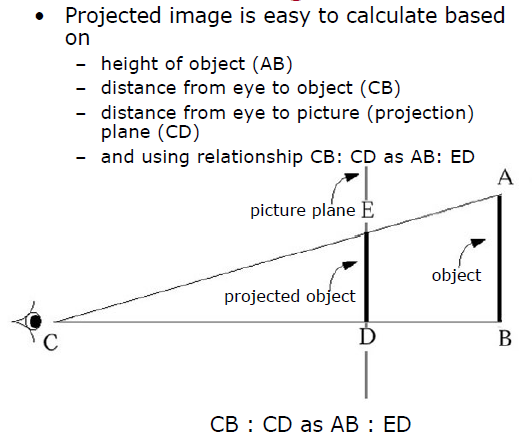 • Projected image is easy to calculate based
on
– height of object (AB)
– distance from eye to object (CB)
– distance from eye to picture (projection)
plane (CD)
– and using relationship CB: CD as AB: ED
A
picture plane E
object
projected object
C
D
B
CB : CD as AB : ED